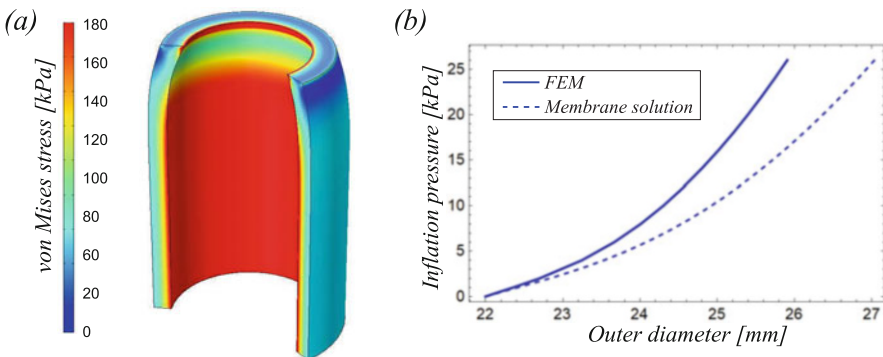 (a)
von Mises stress [kPa]
180
160
140
120
100
80
60
40
20
0
(b)
Inflation pressure [kPa]
25
20
15
10
5
0
FEM
Membrane solution
22 23 24 25 26 27
Outer diameter [mm]